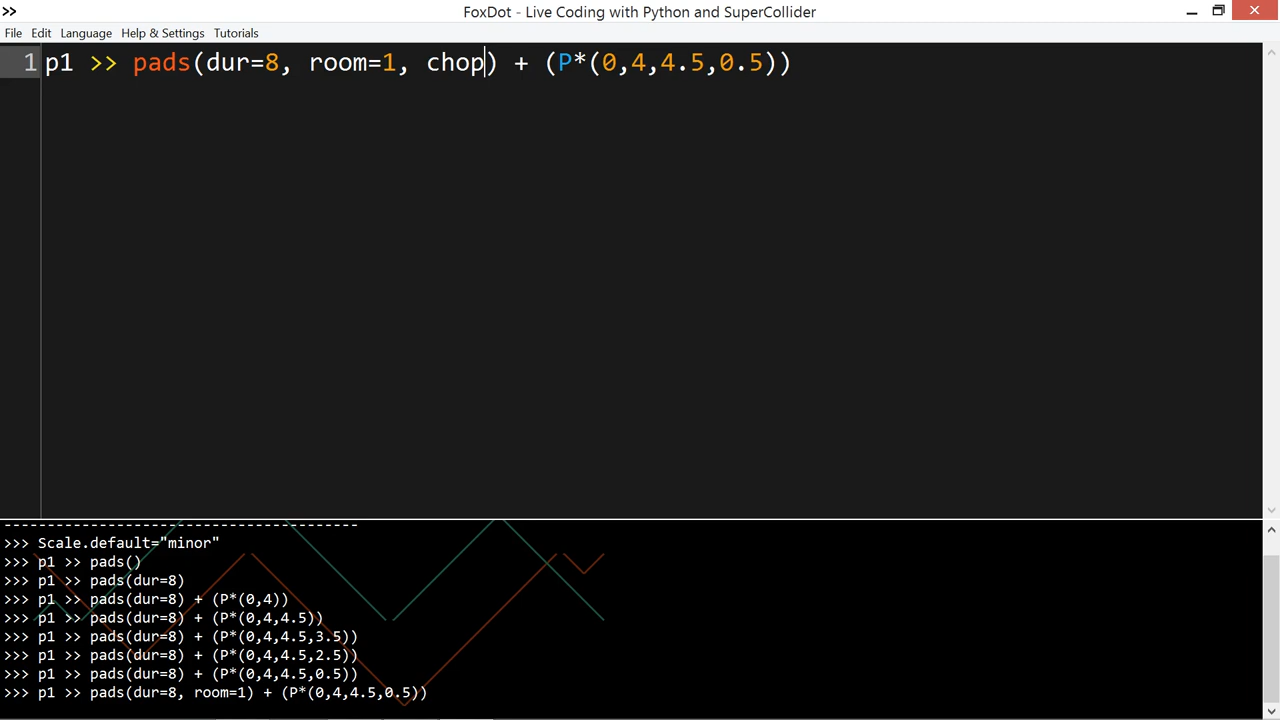 >> FoxDot - Live Coding with Python and SuperCollider
File Edit Language Help & Settings Tutorials
1 p1 >> pads(dur=8, room=1, chop) + (P*(0,4,4.5,0.5))
----------------------------------------
>>> Scale.default="minor"
>>> p1 >> pads()
>>> p1 >> pads(dur=8)
>>> p1 >> pads(dur=8) + (P*(0,4))
>>> p1 >> pads(dur=8) + (P*(0,4,4.5))
>>> p1 >> pads(dur=8) + (P*(0,4,4.5,3.5))
>>> p1 >> pads(dur=8) + (P*(0,4,4.5,2.5))
>>> p1 >> pads(dur=8) + (P*(0,4,4.5,0.5))
>>> p1 >> pads(dur=8, room=1) + (P*(0,4,4.5,0.5))